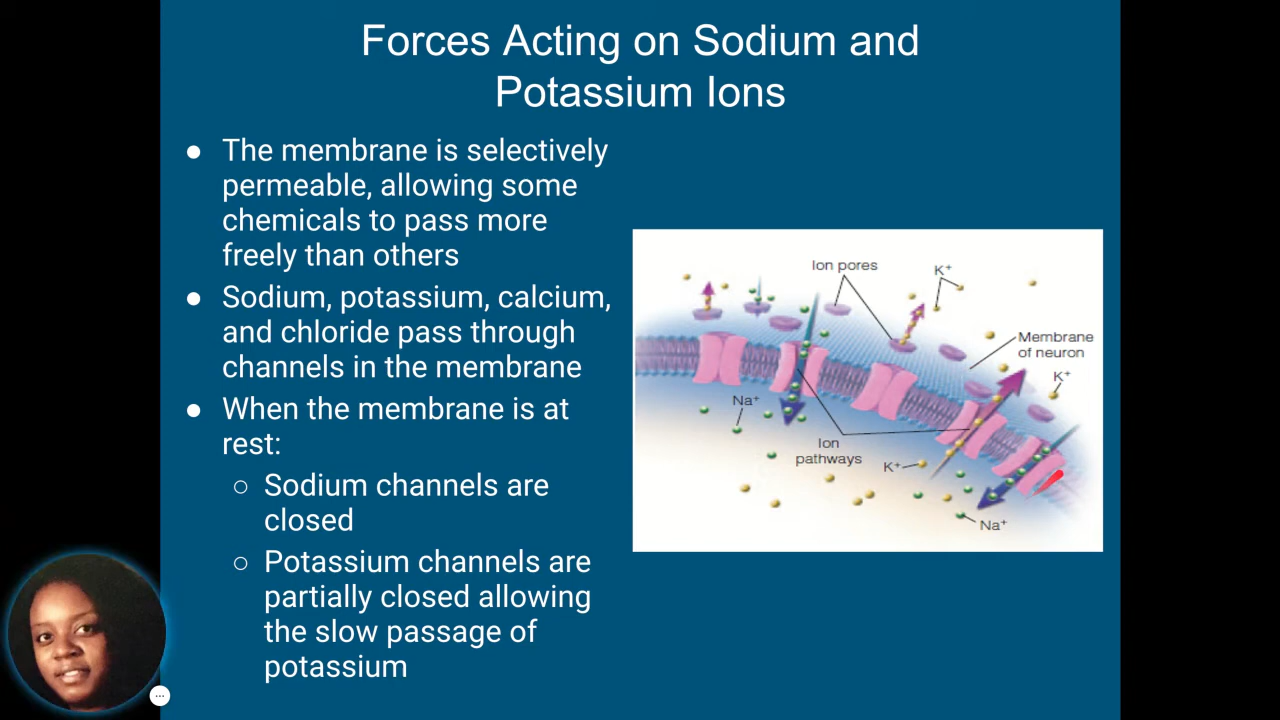 Forces Acting on Sodium and
Potassium Ions
● The membrane is selectively
permeable, allowing some
chemicals to pass more
freely than others
● Sodium, potassium, calcium,
and chloride pass through
channels in the membrane
● When the membrane is at
rest:
○ Sodium channels are
closed
○ Potassium channels are
partially closed allowing
the slow passage of
potassium
Ion pores
K⁺
Membrane
of neuron
K⁺
Na⁺
Ion
pathways
K⁺
Na⁺